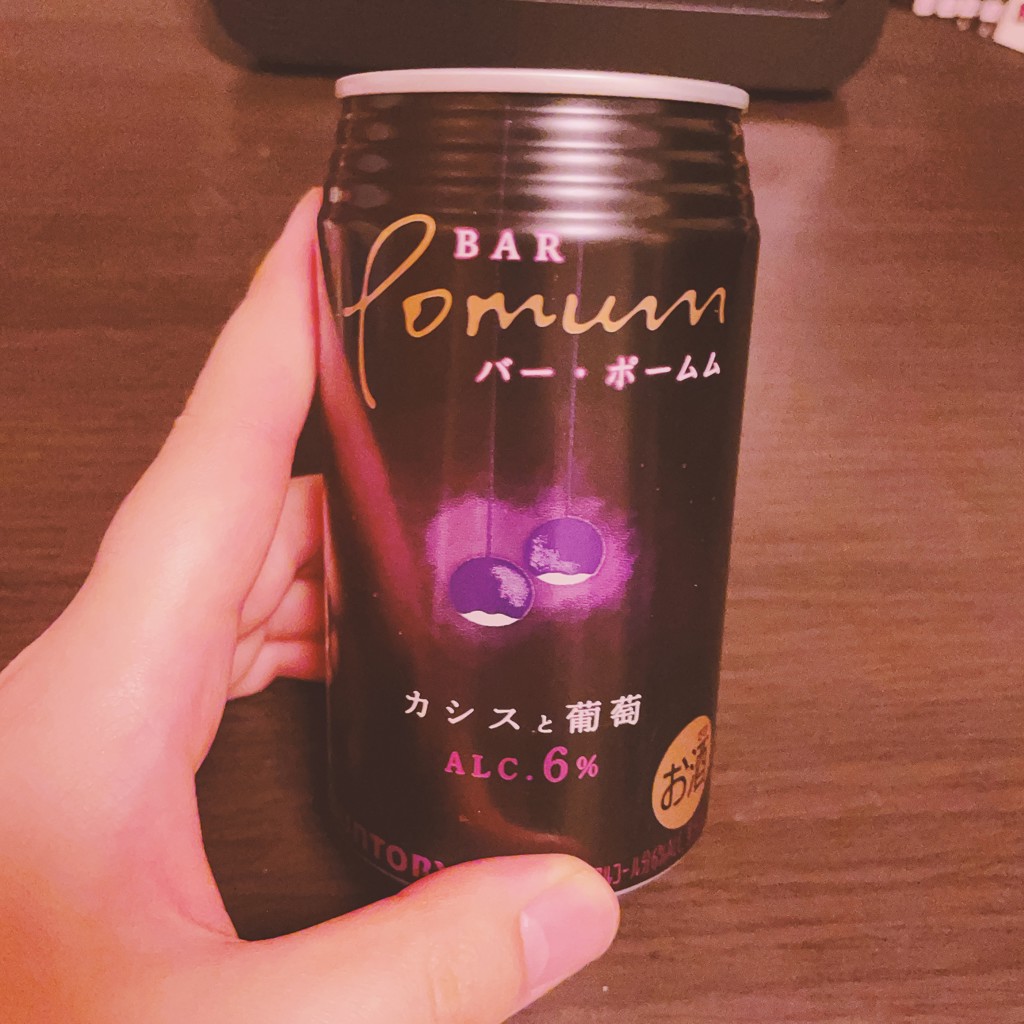 BAR
Pomum
バー・ポームム
カシスと葡萄
ALC.6%
お酒